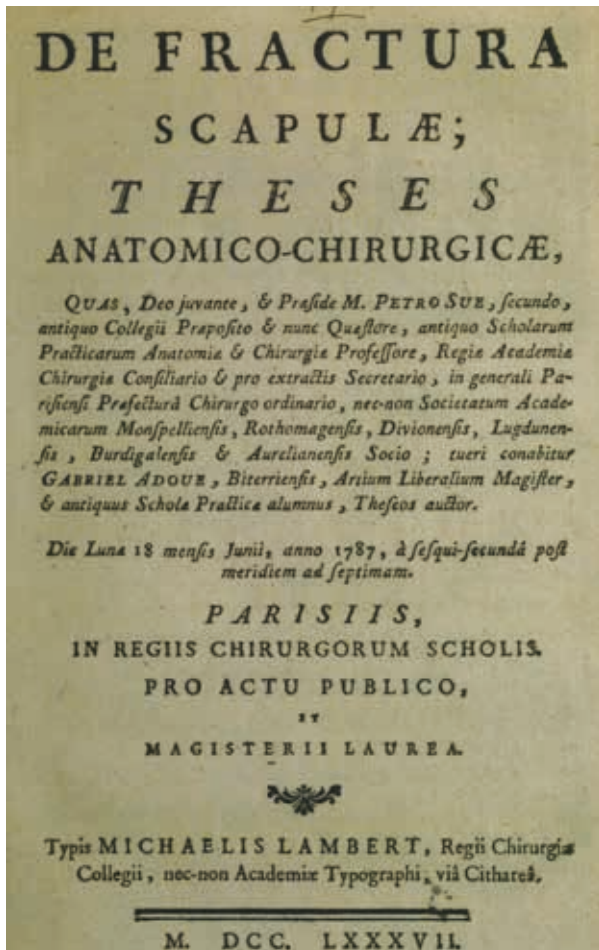 DE FRACTURA
SCAPULÆ;
THESES
ANATOMICO-CHIRURGICÆ,
QUAS, Deo juvante, & Præside M. PETRO SUE, secundo,
antiquo Collegii Præposito & nunc Quæstore, antiquo Scholarum
Practicarum Anatomiæ & Chirurgiæ Professore, Regiæ Academiæ
Chirurgiæ Consiliario & pro extractis Secretario, in generali Pa-
risiensi Præfecturâ Chirurgo ordinario, nec-non Societatum Acade-
micarum Monspelliensis, Rothomagensis, Divionensis, Lugdunen-
sis, Burdigalensis & Aurelianensis Socio; tueri conabitur
GABRIEL ADOUE, Biterriensis, Artium Liberalium Magister,
& antiquus Scholæ Practicæ alumnus, Theseos auctor.
Die Lunæ 18 mensis Junii, anno 1787, à sesqui-secundâ post
meridiem ad septimam.
PARISIIS,
IN REGIIS CHIRURGORUM SCHOLIS.
PRO ACTU PUBLICO,
ET
MAGISTERII LAUREA.
Typis MICHAELIS LAMBERT, Regii Chirurgiæ
Collegii, nec-non Academiæ Typographi, viâ Cithareâ.
M. DCC. LXXXVII.